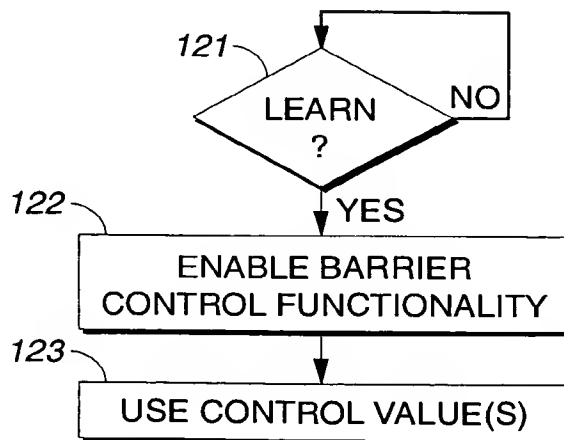 121
LEARN
?
NO
YES
122
ENABLE BARRIER
CONTROL FUNCTIONALITY
123
USE CONTROL VALUE(S)